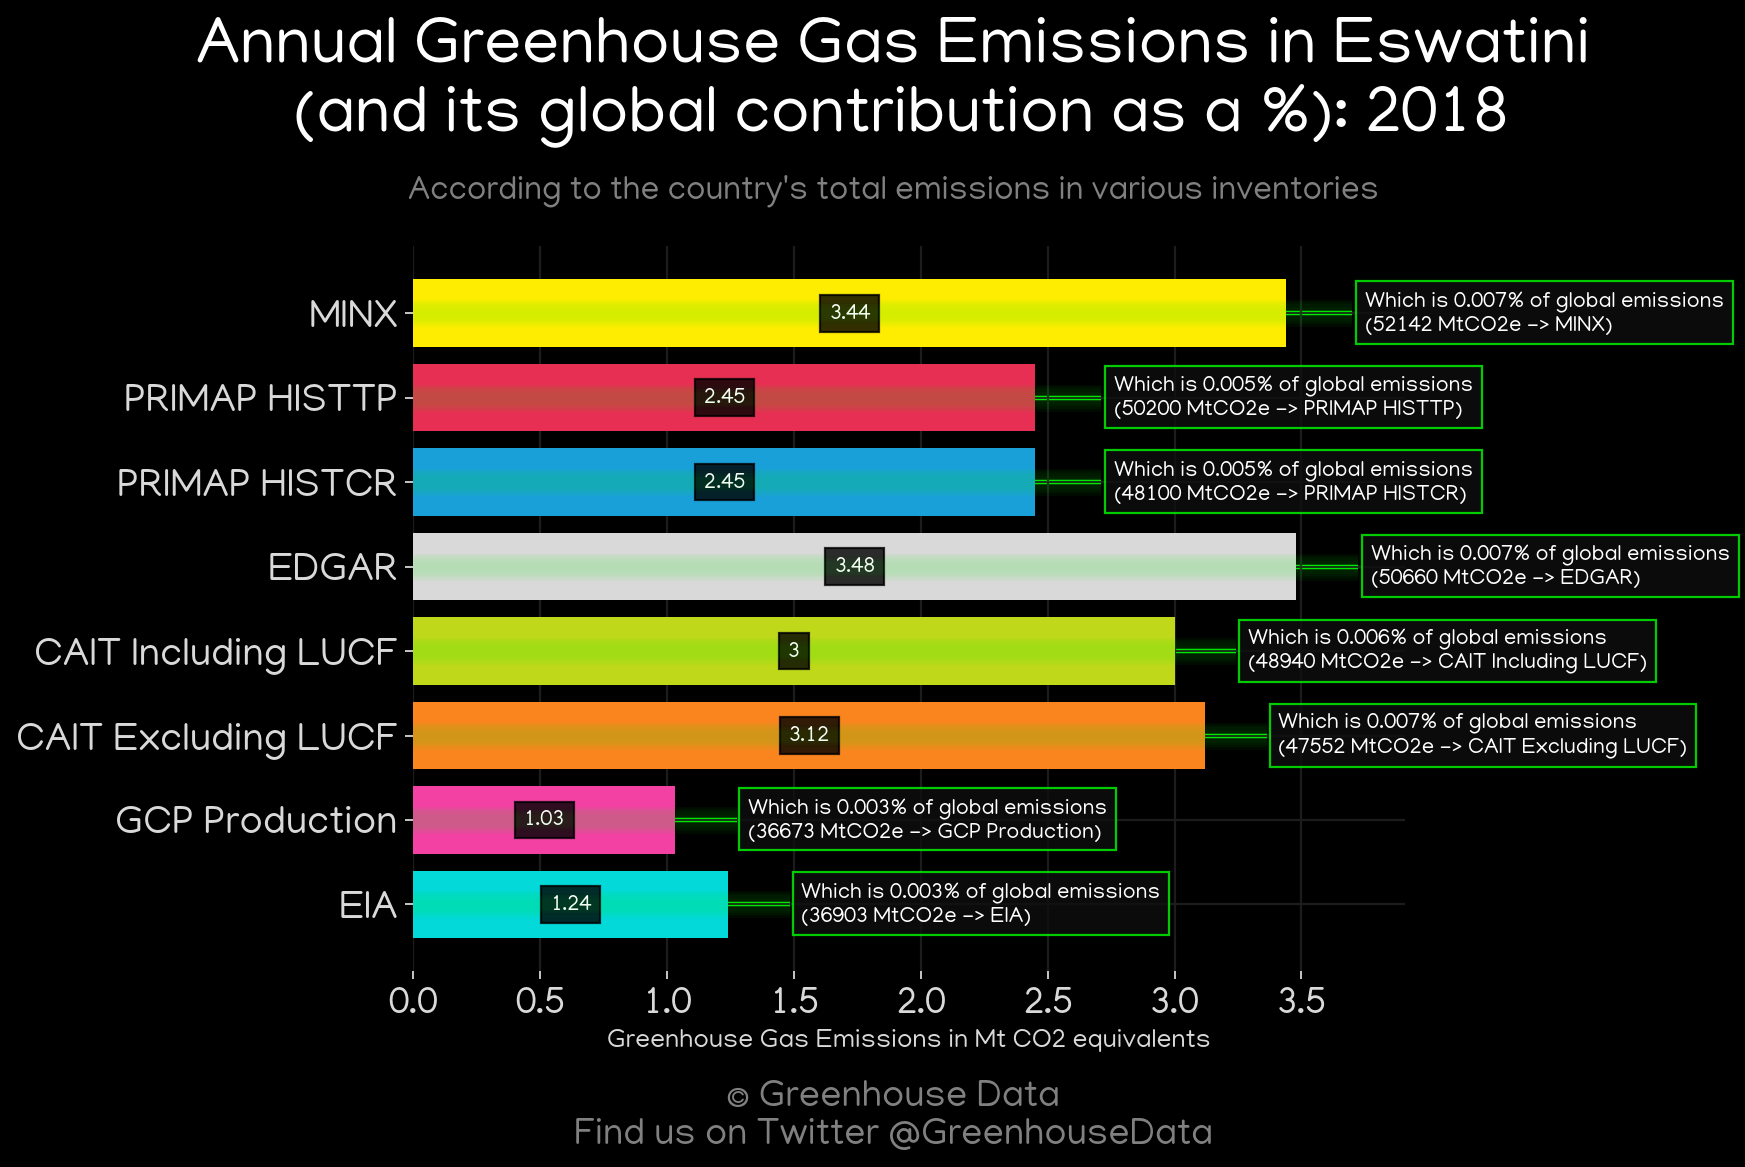 Annual Greenhouse Gas Emissions in Eswatini
(and its global contribution as a %): 2018
According to the country's total emissions in various inventories
MINX
3.44
Which is 0.007% of global emissions
(52142 MtCO2e -> MINX)
PRIMAP HISTTP
2.45
Which is 0.005% of global emissions
(50200 MtCO2e -> PRIMAP HISTTP)
PRIMAP HISTCR
2.45
Which is 0.005% of global emissions
(48100 MtCO2e -> PRIMAP HISTCR)
EDGAR
3.48
Which is 0.007% of global emissions
(50660 MtCO2e -> EDGAR)
CAIT Including LUCF
3
Which is 0.006% of global emissions
(48940 MtCO2e -> CAIT Including LUCF)
CAIT Excluding LUCF
3.12
Which is 0.007% of global emissions
(47552 MtCO2e -> CAIT Excluding LUCF)
GCP Production
1.03
Which is 0.003% of global emissions
(36673 MtCO2e -> GCP Production)
EIA
1.24
Which is 0.003% of global emissions
(36903 MtCO2e -> EIA)
0.0 0.5 1.0 1.5 2.0 2.5 3.0 3.5
Greenhouse Gas Emissions in Mt CO2 equivalents
© Greenhouse Data
Find us on Twitter @GreenhouseData